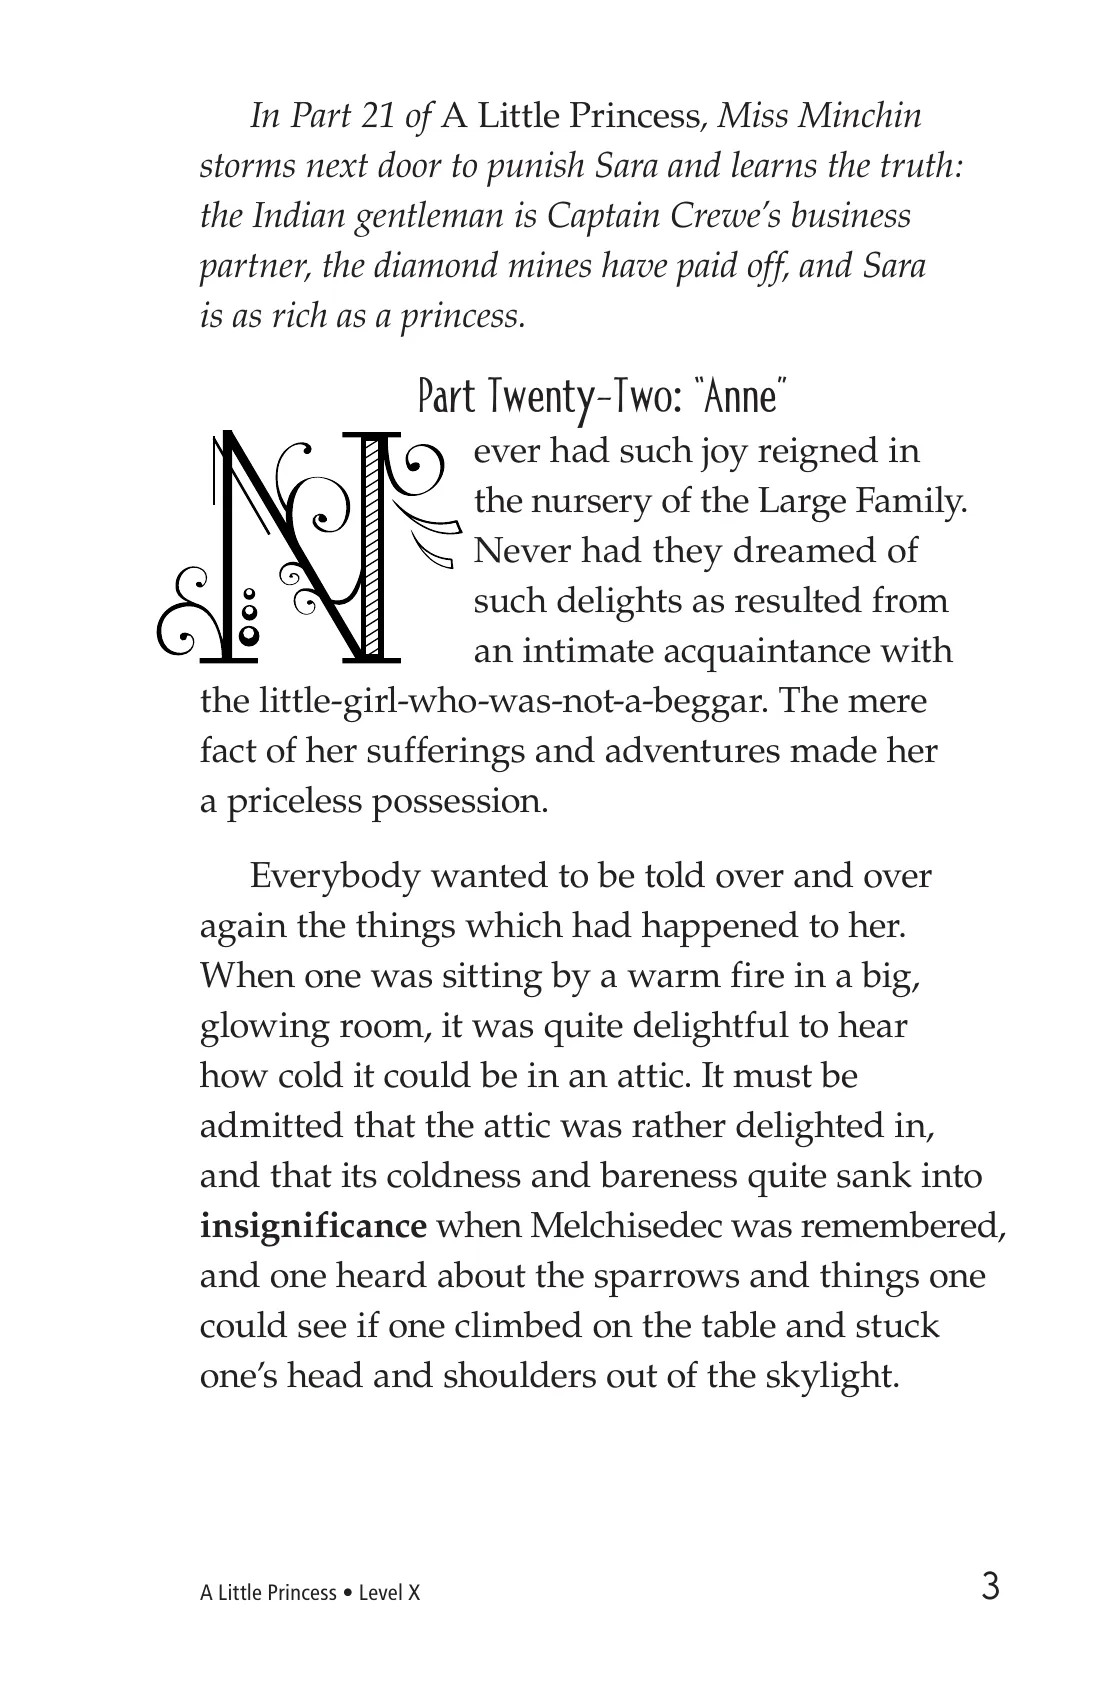 In Part 21 of A Little Princess, Miss Minchin
storms next door to punish Sara and learns the truth:
the Indian gentleman is Captain Crewe’s business
partner, the diamond mines have paid off, and Sara
is as rich as a princess.
Part Twenty-Two: “Anne”
Never had such joy reigned in
the nursery of the Large Family.
Never had they dreamed of
such delights as resulted from
an intimate acquaintance with
the little-girl-who-was-not-a-beggar. The mere
fact of her sufferings and adventures made her
a priceless possession.
Everybody wanted to be told over and over
again the things which had happened to her.
When one was sitting by a warm fire in a big,
glowing room, it was quite delightful to hear
how cold it could be in an attic. It must be
admitted that the attic was rather delighted in,
and that its coldness and bareness quite sank into
insignificance when Melchisedec was remembered,
and one heard about the sparrows and things one
could see if one climbed on the table and stuck
one’s head and shoulders out of the skylight.
A Little Princess • Level X
3